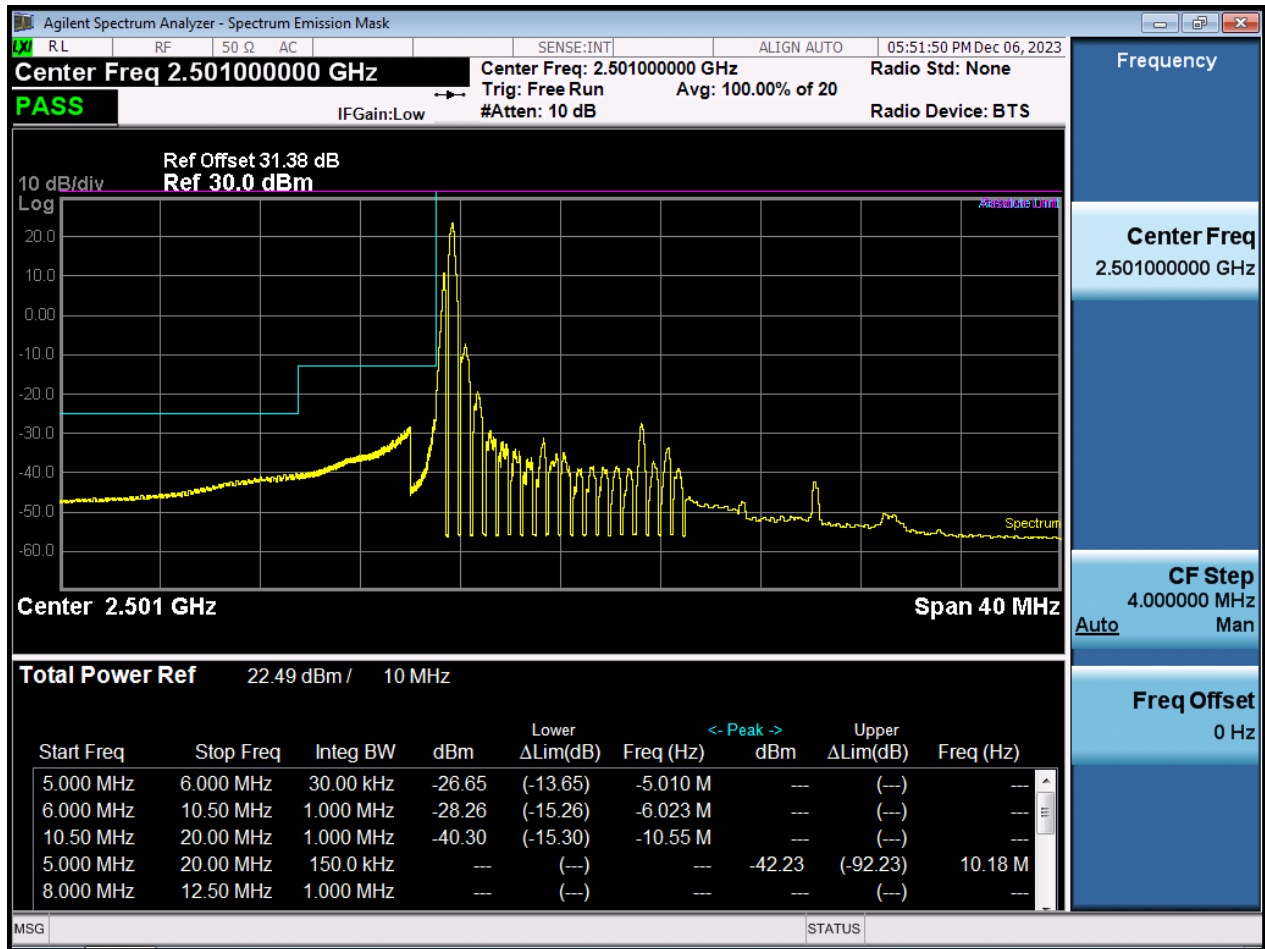 Agilent Spectrum Analyzer - Spectrum Emission Mask
LXI RL RF 50 Ω AC SENSE:INT ALIGN AUTO 05:51:50 PM Dec 06, 2023
Center Freq 2.501000000 GHz
Center Freq: 2.501000000 GHz Radio Std: None
Trig: Free Run Avg: 100.00% of 20
PASS
IFGain:Low #Atten: 10 dB Radio Device: BTS
Ref Offset 31.38 dB
10 dB/div Ref 30.0 dBm
Log
Limit
20.0
10.0
0.00
-10.0
-20.0
-30.0
-40.0
-50.0
Spectrum
-60.0
Center 2.501 GHz Span 40 MHz
Total Power Ref 22.49 dBm / 10 MHz
Lower <- Peak -> Upper
Start Freq Stop Freq Integ BW dBm ΔLim(dB) Freq (Hz) dBm ΔLim(dB) Freq (Hz)
5.000 MHz 6.000 MHz 30.00 kHz -26.65 (-13.65) -5.010 M --- (---) ---
6.000 MHz 10.50 MHz 1.000 MHz -28.26 (-15.26) -6.023 M --- (---) ---
10.50 MHz 20.00 MHz 1.000 MHz -40.30 (-15.30) -10.55 M --- (---) ---
5.000 MHz 20.00 MHz 150.0 kHz --- (---) --- -42.23 (-92.23) 10.18 M
8.000 MHz 12.50 MHz 1.000 MHz --- (---) --- --- (---) ---
MSG STATUS
Frequency
Center Freq
2.501000000 GHz
CF Step
4.000000 MHz
Auto Man
Freq Offset
0 Hz